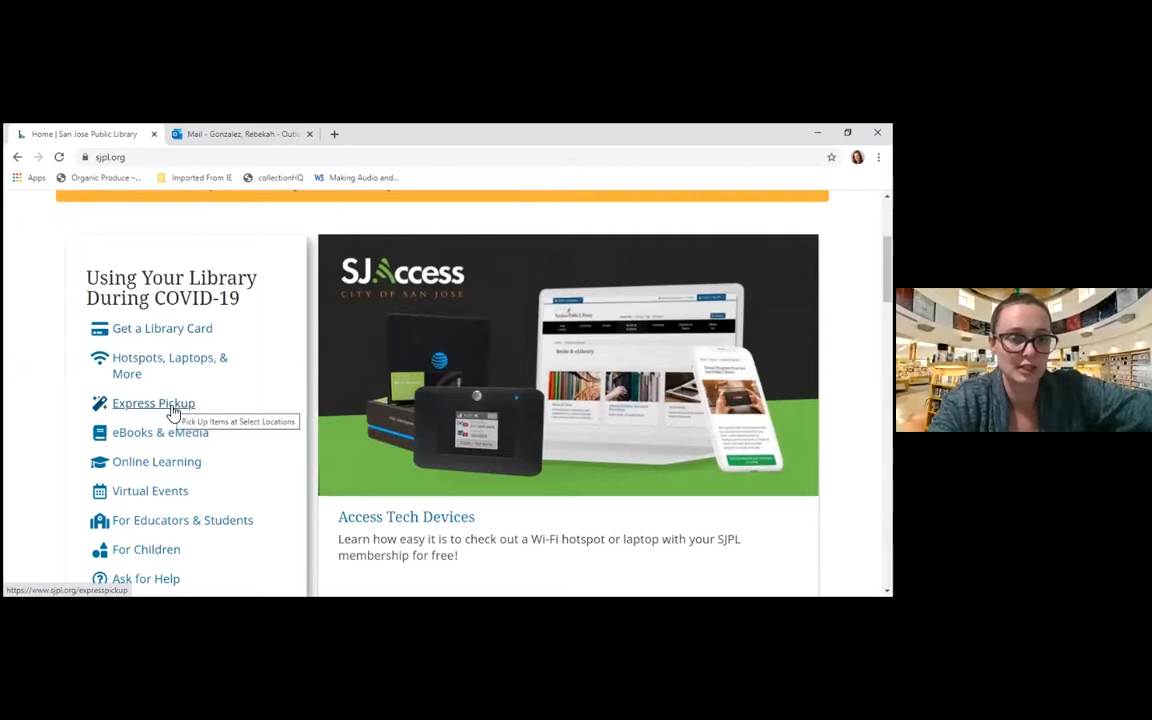 Home | San Jose Public Library
Mail - Gonzalez, Rebekah - Outl
sjpl.org
Apps
Organic Produce –...
Imported From IE
collectionHQ
Making Audio and...
Using Your Library
During COVID-19
Get a Library Card
Hotspots, Laptops, &
More
Express Pickup
Pick Up Items at Select Locations
eBooks & eMedia
Online Learning
Virtual Events
For Educators & Students
For Children
Ask for Help
https://www.sjpl.org/expresspickup
SJAccess
CITY OF SAN JOSE
AT&T
Books & eLibrary
Access Tech Devices
Learn how easy it is to check out a Wi-Fi hotspot or laptop with your SJPL
membership for free!